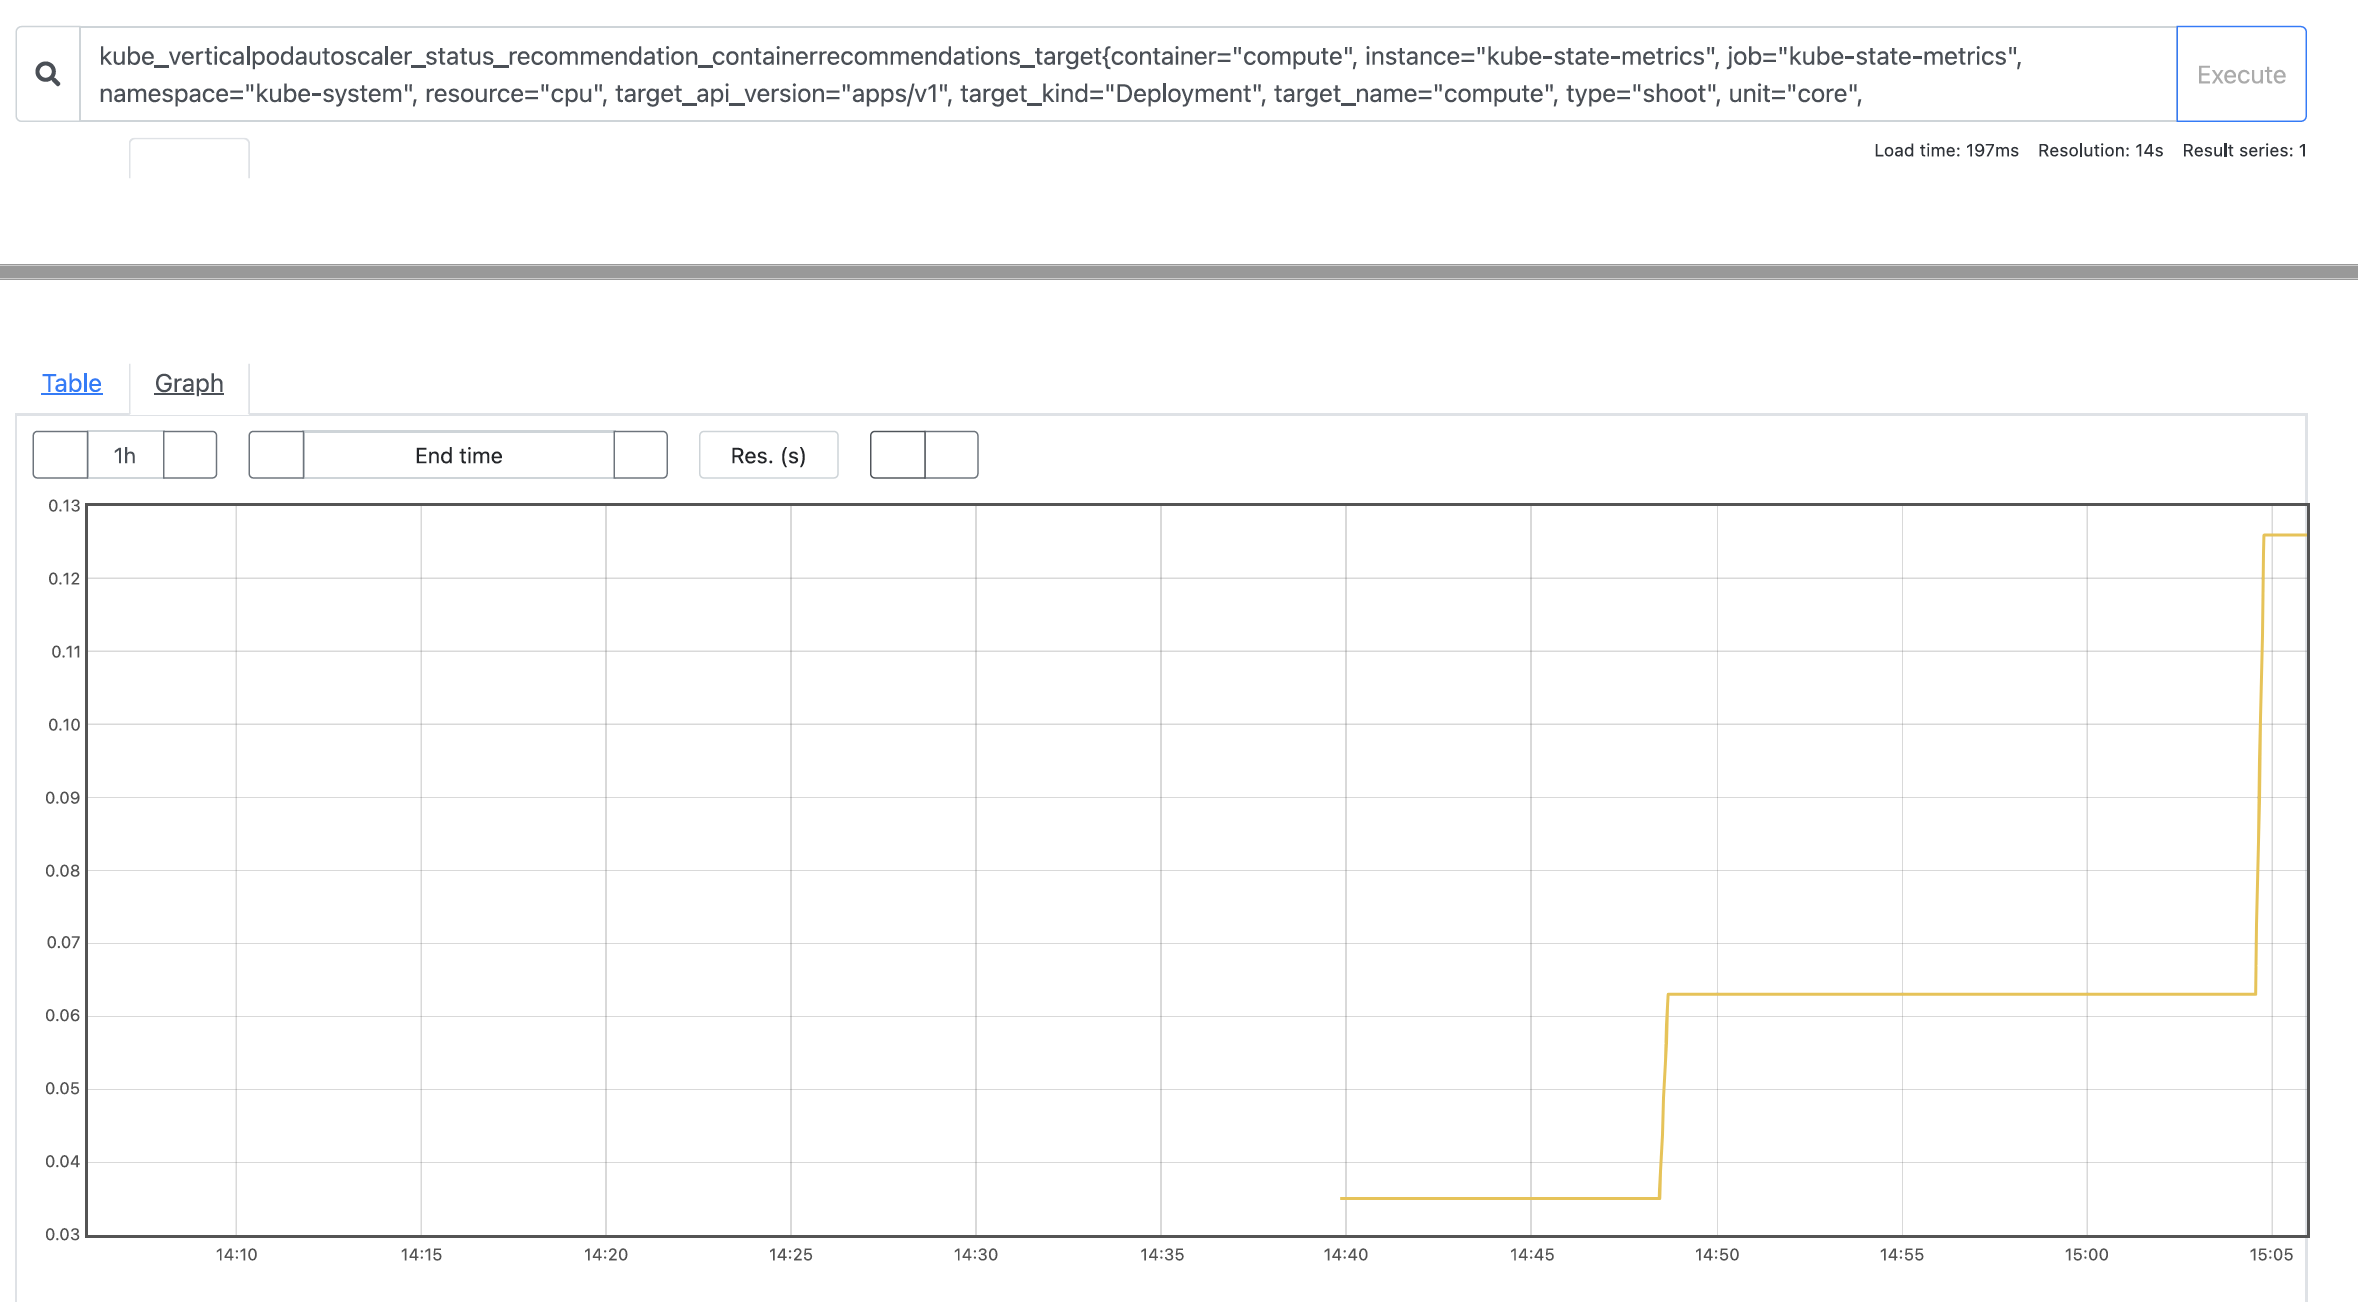 kube_verticalpodautoscaler_status_recommendation_containerrecommendations_target{container="compute", instance="kube-state-metrics", job="kube-state-metrics",
namespace="kube-system", resource="cpu", target_api_version="apps/v1", target_kind="Deployment", target_name="compute", type="shoot", unit="core",
Execute
Load time: 197ms Resolution: 14s Result series: 1
Table Graph
1h End time Res. (s)
0.13
0.12
0.11
0.10
0.09
0.08
0.07
0.06
0.05
0.04
0.03
14:10 14:15 14:20 14:25 14:30 14:35 14:40 14:45 14:50 14:55 15:00 15:05